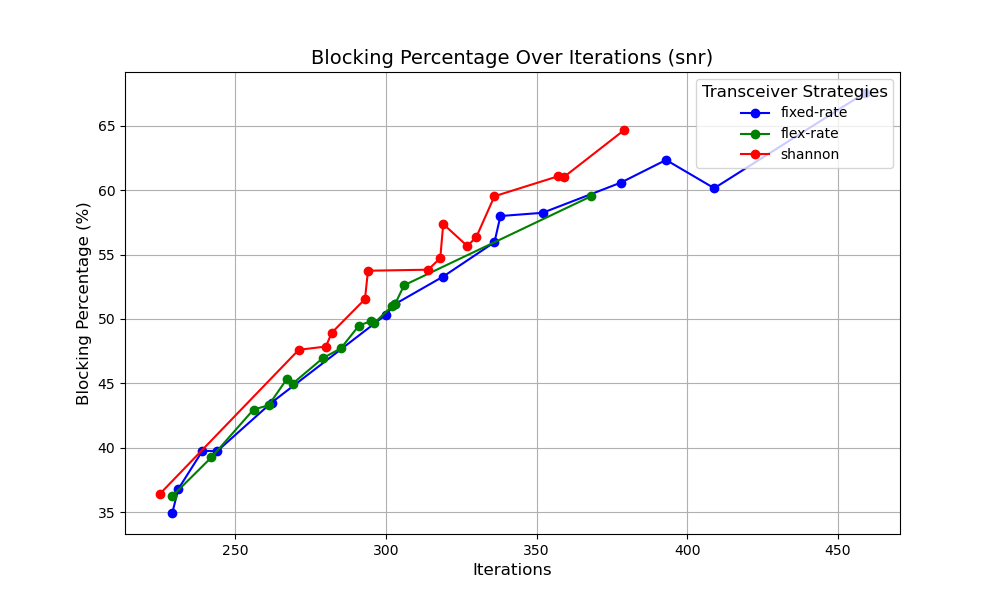 Blocking Percentage Over Iterations (snr)
Transceiver Strategies
fixed-rate
flex-rate
shannon
Blocking Percentage (%)
65
60
55
50
45
40
35
250 300 350 400 450
Iterations